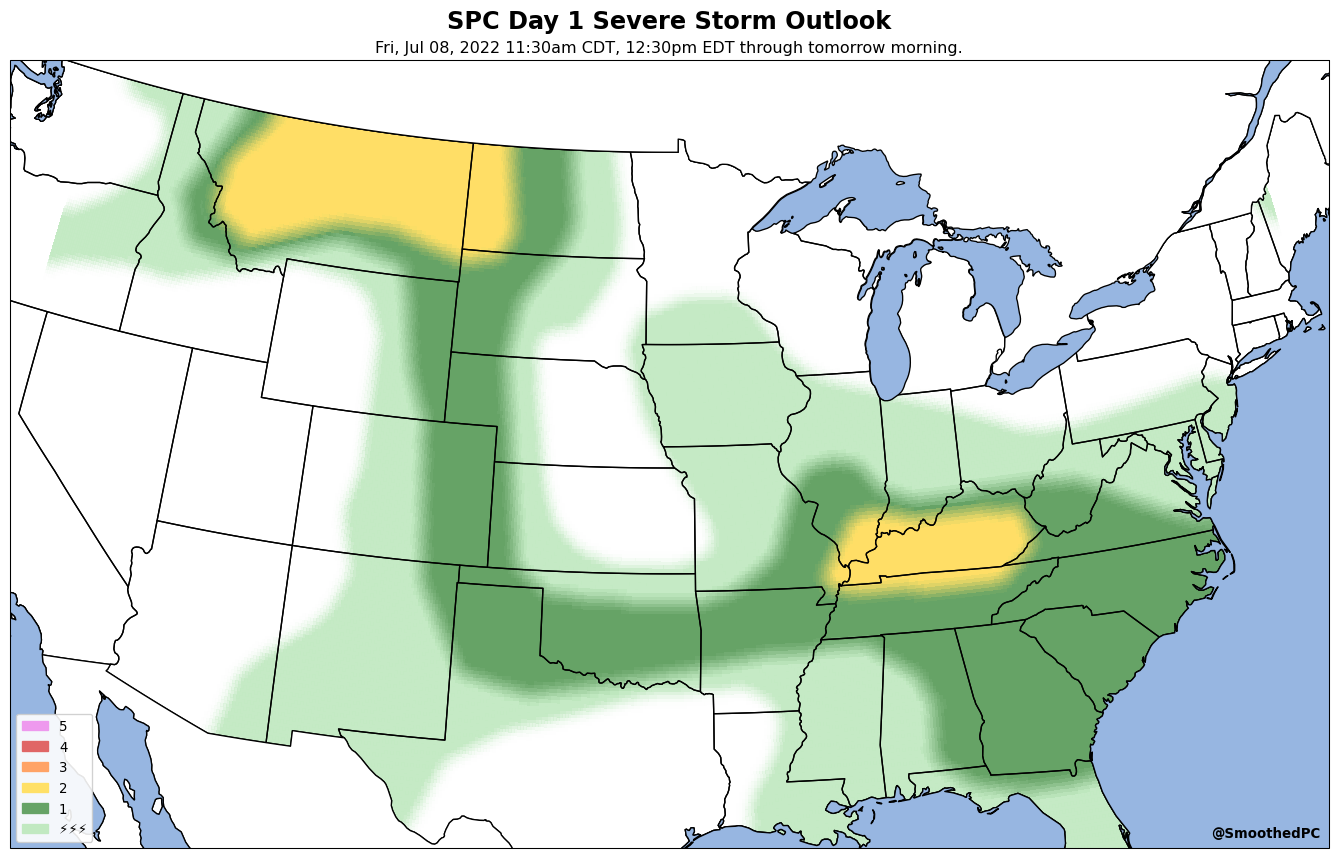 SPC Day 1 Severe Storm Outlook
Fri, Jul 08, 2022 11:30am CDT, 12:30pm EDT through tomorrow morning.
5
4
3
2
1
⚡⚡⚡
@SmoothedPC